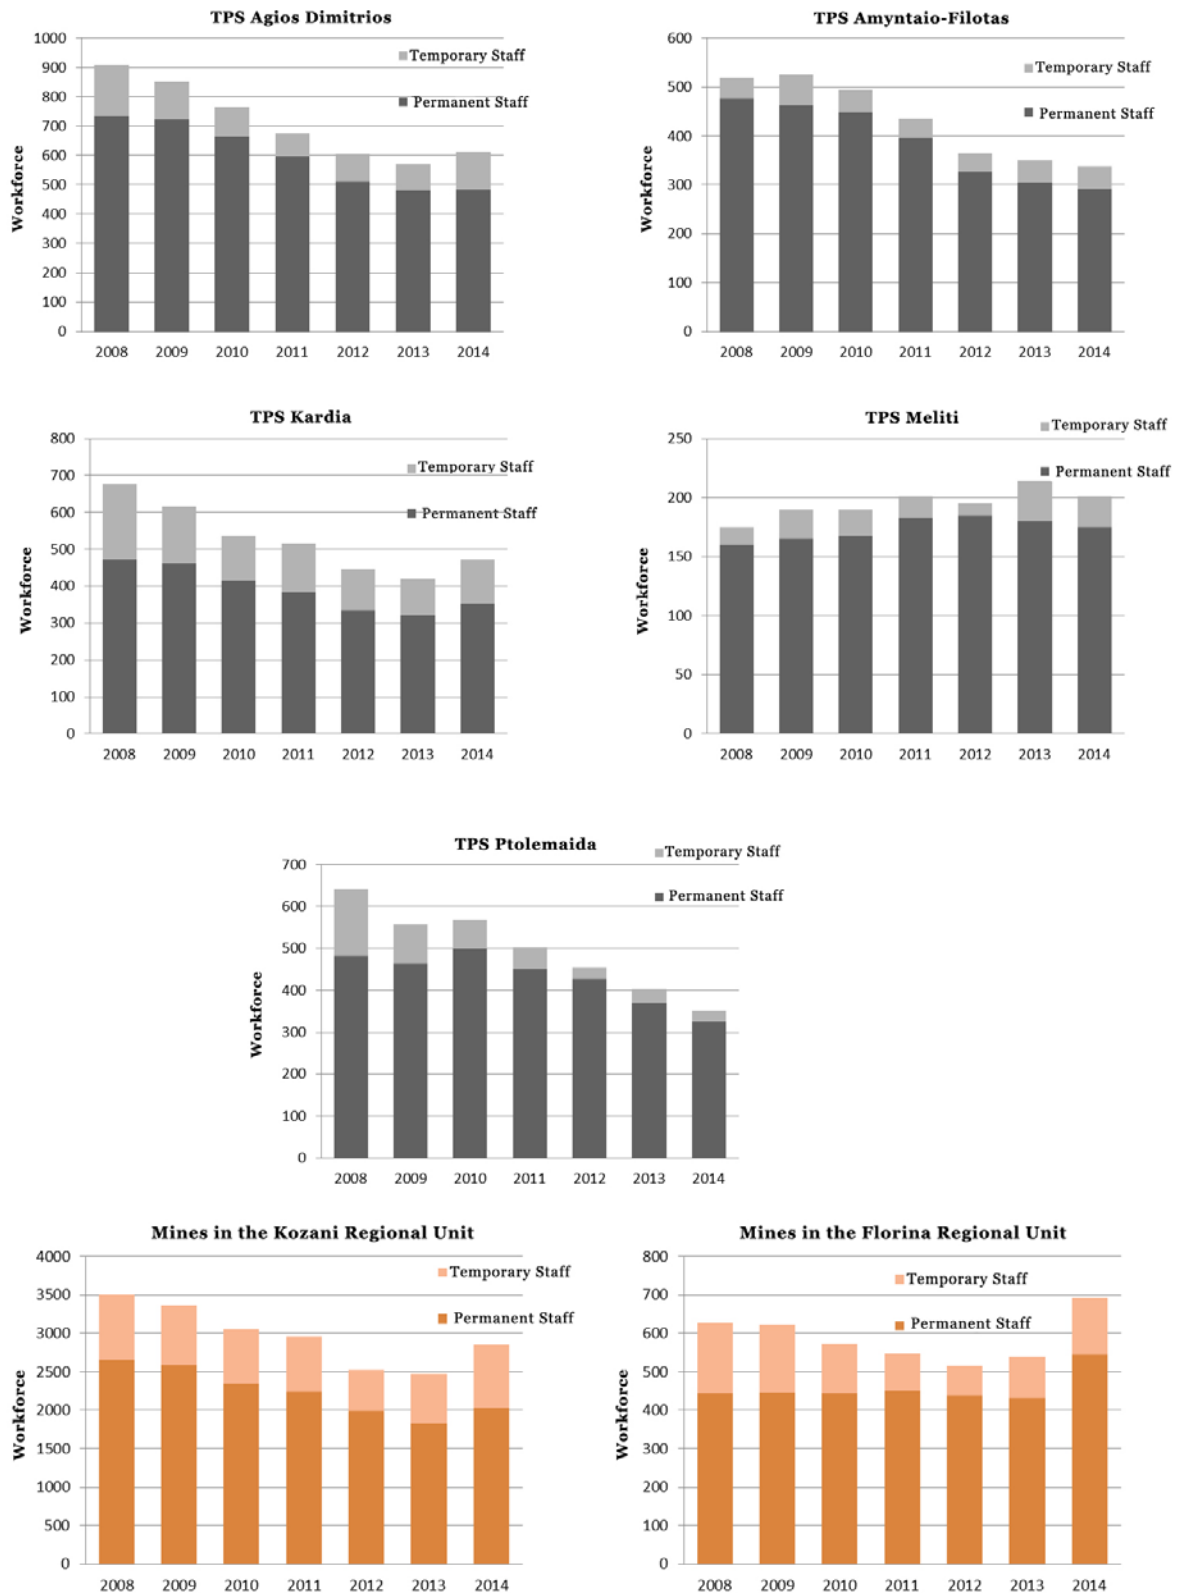 TPS Agios Dimitrios
1000
900
800
700
600
500
400
300
200
100
0
Workforce
Temporary Staff
Permanent Staff
2008 2009 2010 2011 2012 2013 2014
TPS Amyntaio-Filotas
600
500
400
300
200
100
0
Workforce
Temporary Staff
Permanent Staff
2008 2009 2010 2011 2012 2013 2014
TPS Kardia
800
700
600
500
400
300
200
100
0
Workforce
Temporary Staff
Permanent Staff
2008 2009 2010 2011 2012 2013 2014
TPS Meliti
250
200
150
100
50
0
Workforce
Temporary Staff
Permanent Staff
2008 2009 2010 2011 2012 2013 2014
TPS Ptolemaida
700
600
500
400
300
200
100
0
Workforce
Temporary Staff
Permanent Staff
2008 2009 2010 2011 2012 2013 2014
Mines in the Kozani Regional Unit
4000
3500
3000
2500
2000
1500
1000
500
0
Workforce
Temporary Staff
Permanent Staff
2008 2009 2010 2011 2012 2013 2014
Mines in the Florina Regional Unit
800
700
600
500
400
300
200
100
0
Workforce
Temporary Staff
Permanent Staff
2008 2009 2010 2011 2012 2013 2014